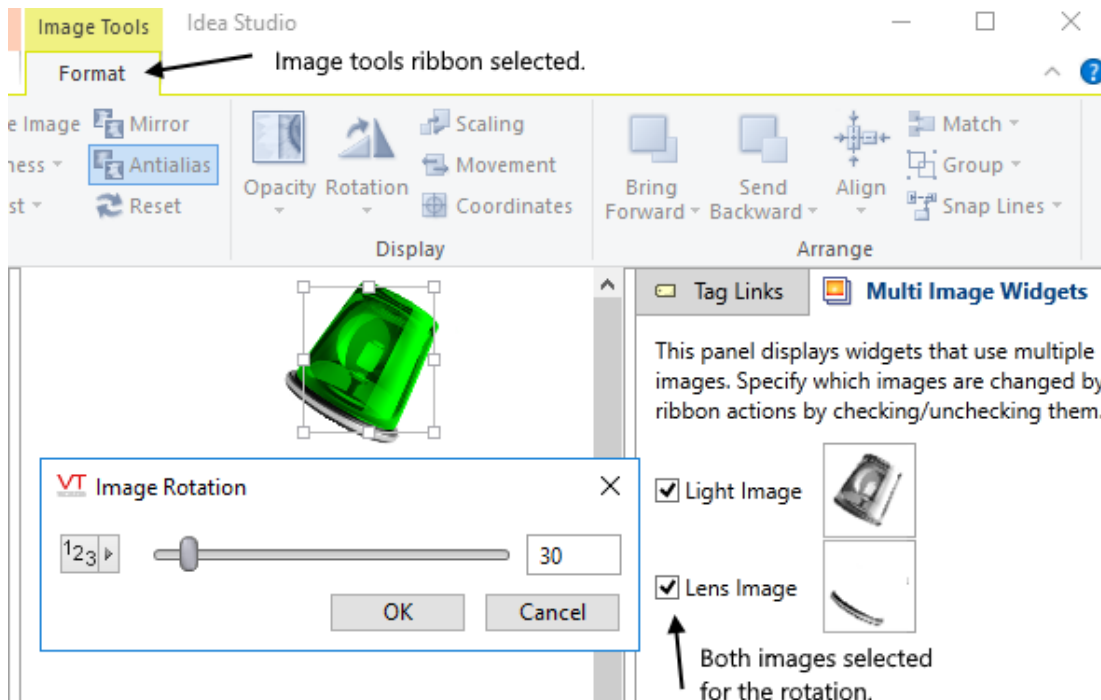 Image Tools
Idea Studio
Format
Image tools ribbon selected.
e Image
Mirror
ness
Antialias
st
Reset
Opacity
Rotation
Scaling
Movement
Coordinates
Display
Bring
Forward
Send
Backward
Align
Match
Group
Snap Lines
Arrange
Tag Links
Multi Image Widgets
This panel displays widgets that use multiple
images. Specify which images are changed by
ribbon actions by checking/unchecking them.
Light Image
Lens Image
Both images selected
for the rotation.
VT
Image Rotation
123
30
OK
Cancel